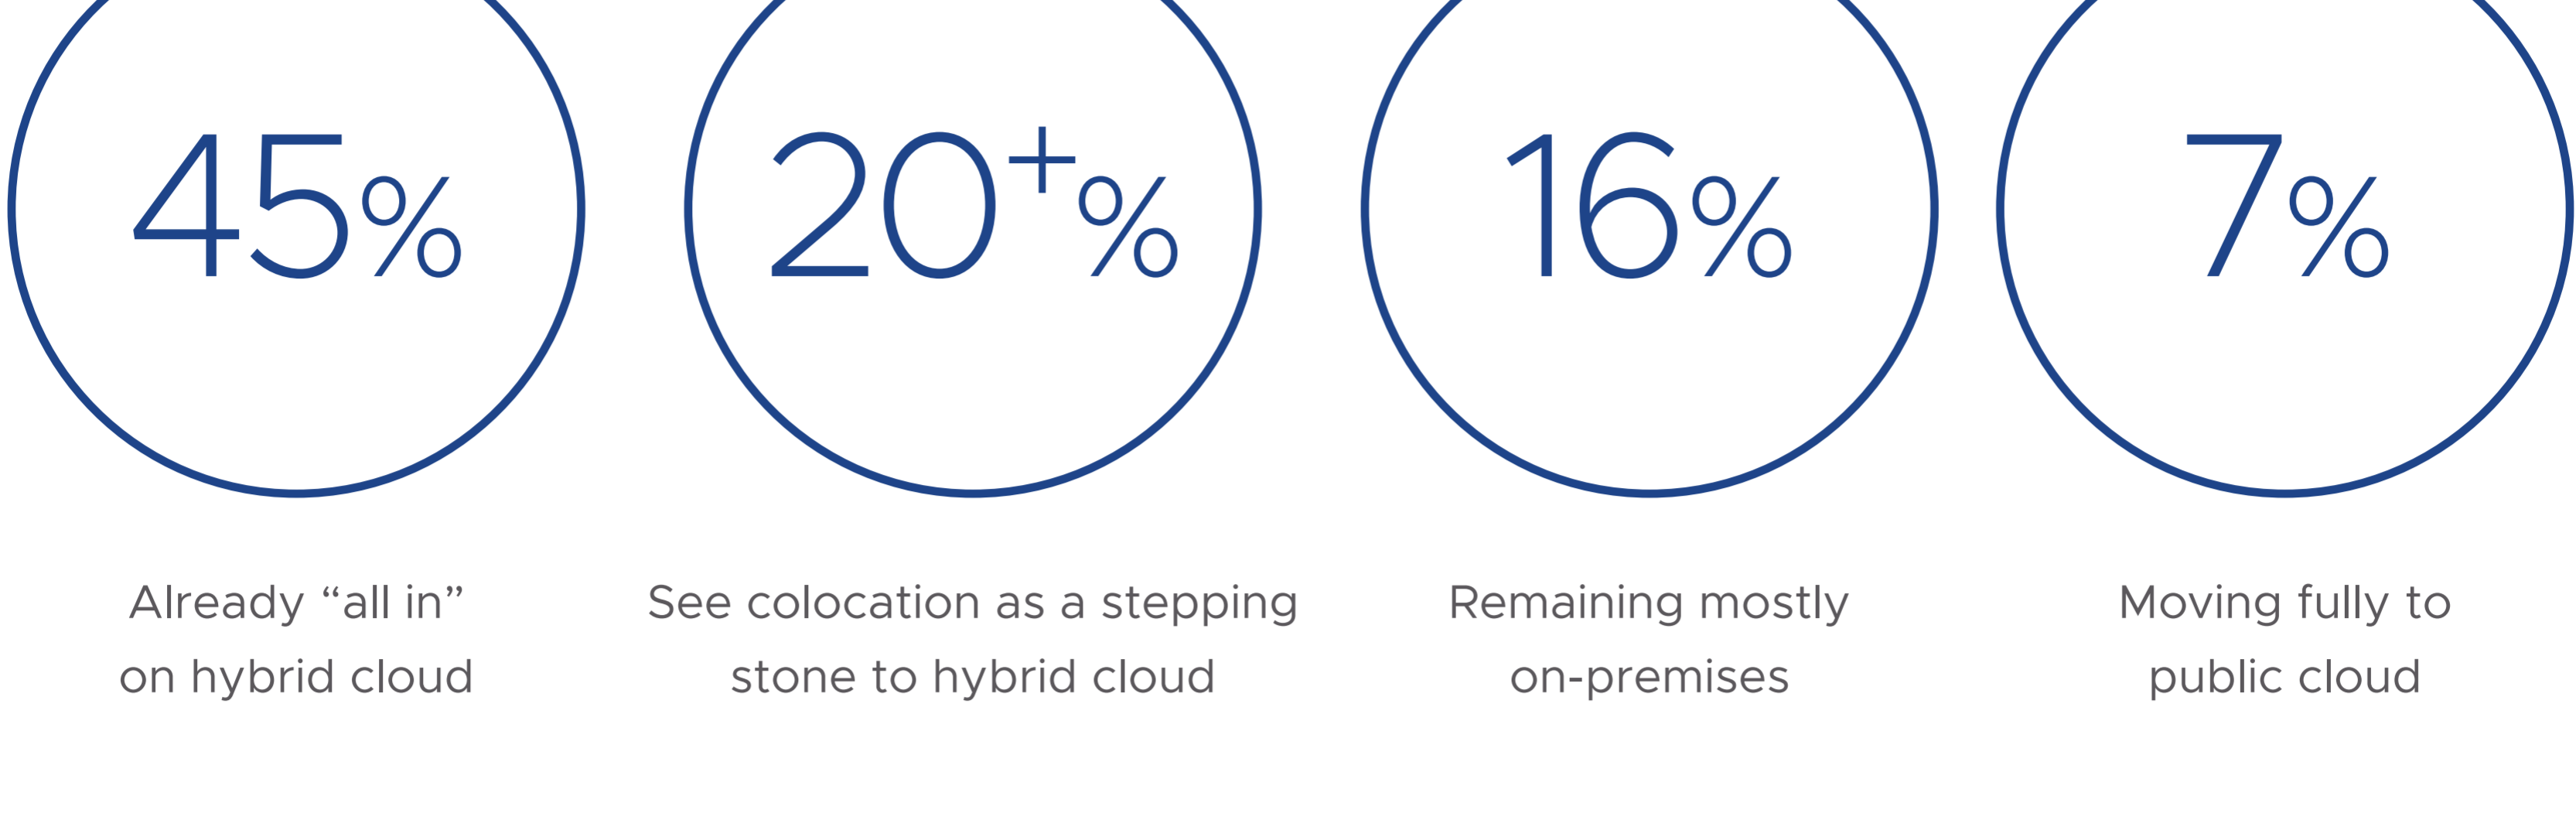 45%
Already “all in”
on hybrid cloud
20+%
See colocation as a stepping
stone to hybrid cloud
16%
Remaining mostly
on-premises
7%
Moving fully to
public cloud